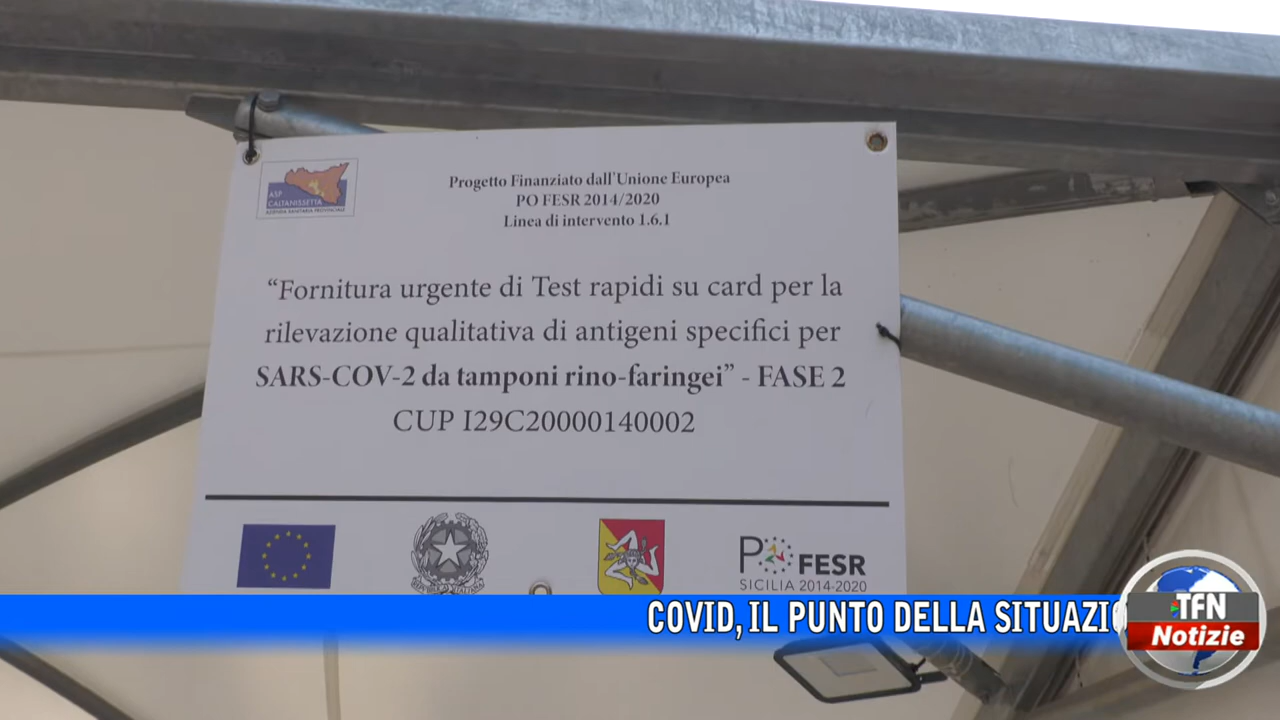 ASP
CALTANISSETTA
AZIENDA SANITARIA PROVINCIALE
Progetto Finanziato dall'Unione Europea
PO FESR 2014/2020
Linea di intervento 1.6.1
“Fornitura urgente di Test rapidi su card per la
rilevazione qualitativa di antigeni specifici per
SARS-COV-2 da tamponi rino-faringei” - FASE 2
CUP I29C20000140002
REPVBBLICA ITALIANA
PO FESR
SICILIA 2014-2020
COVID, IL PUNTO DELLA SITUAZIO
TFN
Notizie